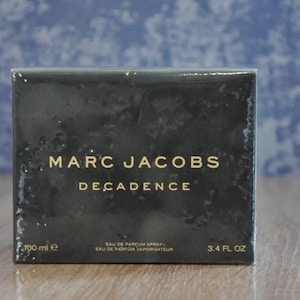 MARC JACOBS
DECADENCE
EAU DE PARFUM SPRAY
EAU DE PARFUM VAPORISATEUR
100 ml ℮
3.4 FL OZ